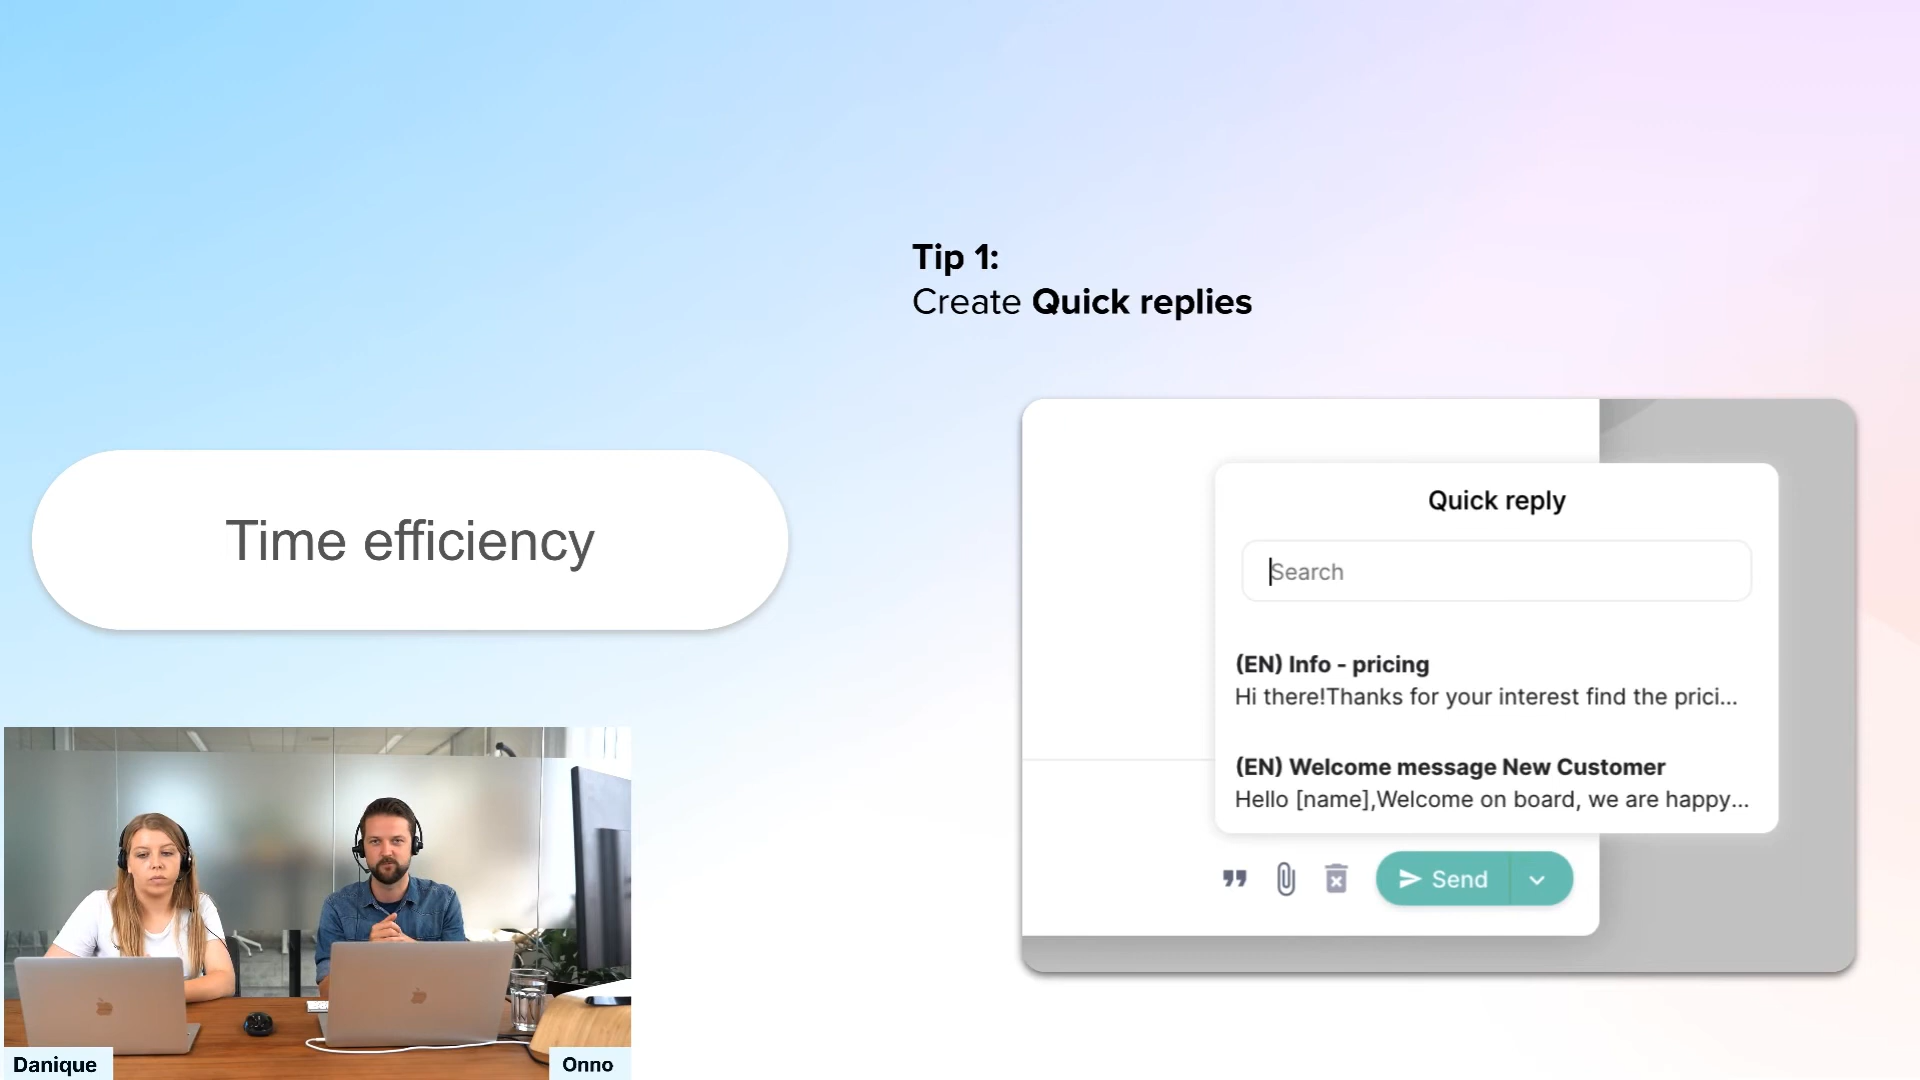 Tip 1:
Create Quick replies
Time efficiency
Quick reply
Search
(EN) Info - pricing
Hi there!Thanks for your interest find the prici...
(EN) Welcome message New Customer
Hello [name],Welcome on board, we are happy...
Send
Danique
Onno